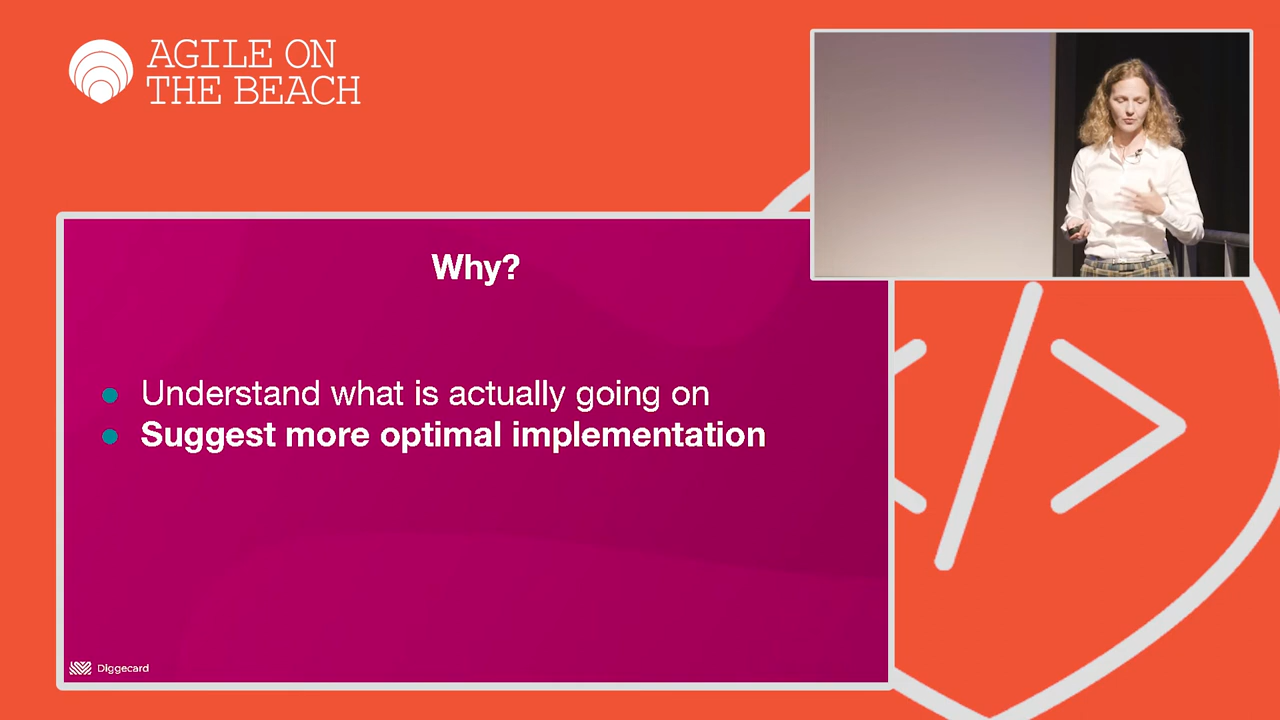 AGILE ON
THE BEACH
Why?
Understand what is actually going on
Suggest more optimal implementation
Diggecard